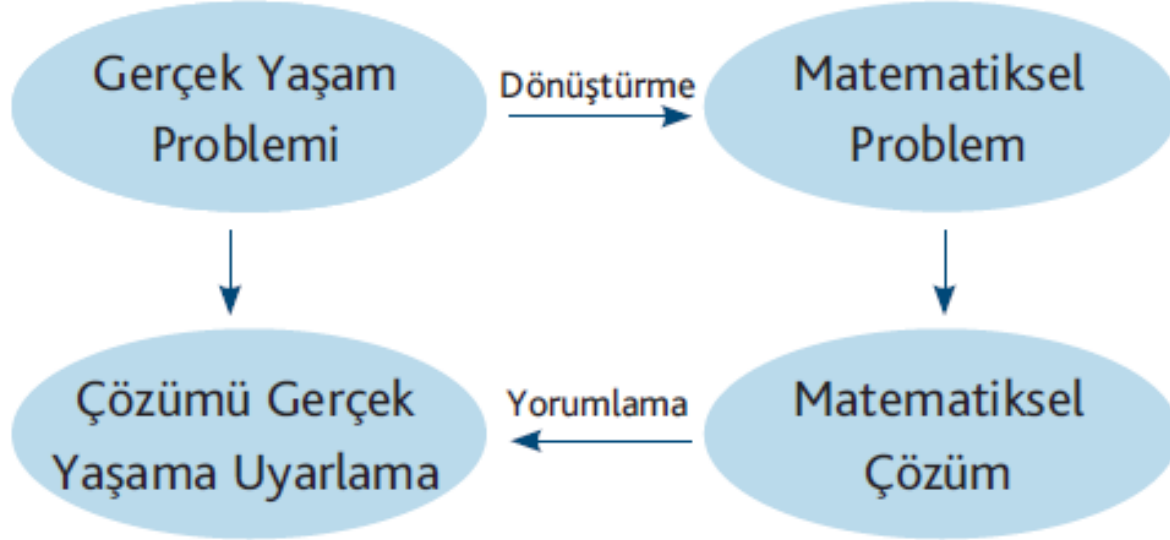 Gerçek Yaşam
Problemi
Dönüştürme
Matematiksel
Problem
Çözümü Gerçek
Yaşama Uyarlama
Yorumlama
Matematiksel
Çözüm